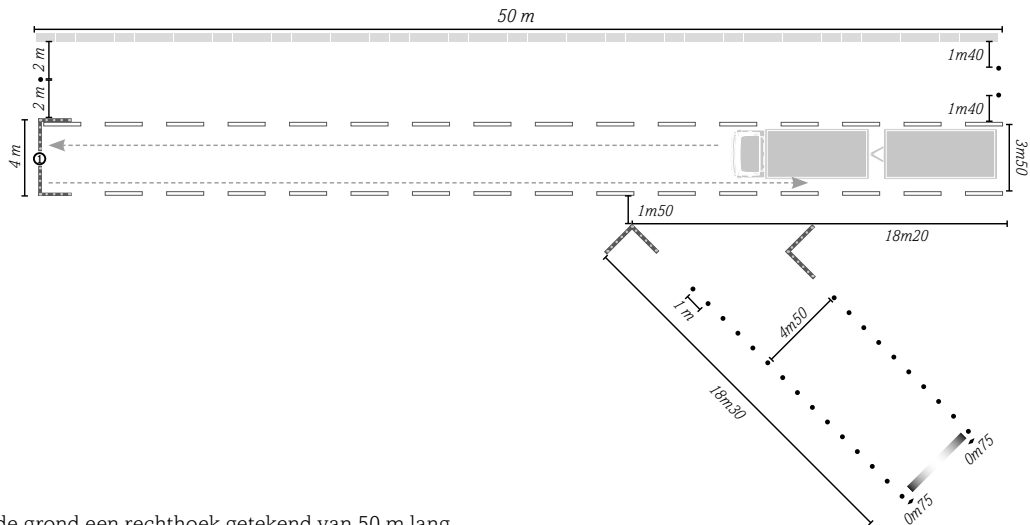 50 m
2 m
2 m
1m40
1m40
4 m
1
3m50
1m50
18m20
1 m
4m50
18m30
0m75
0m75
de grond een rechthoek getekend van 50 m lang